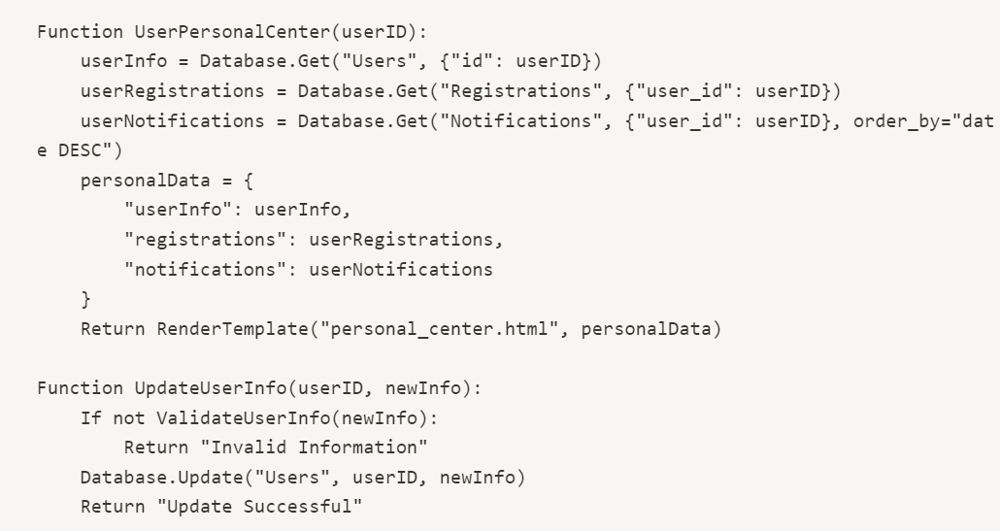 Function UserPersonalCenter(userID):
    userInfo = Database.Get("Users", {"id": userID})
    userRegistrations = Database.Get("Registrations", {"user_id": userID})
    userNotifications = Database.Get("Notifications", {"user_id": userID}, order_by="dat
e DESC")
    personalData = {
        "userInfo": userInfo,
        "registrations": userRegistrations,
        "notifications": userNotifications
    }
    Return RenderTemplate("personal_center.html", personalData)

Function UpdateUserInfo(userID, newInfo):
    If not ValidateUserInfo(newInfo):
        Return "Invalid Information"
    Database.Update("Users", userID, newInfo)
    Return "Update Successful"